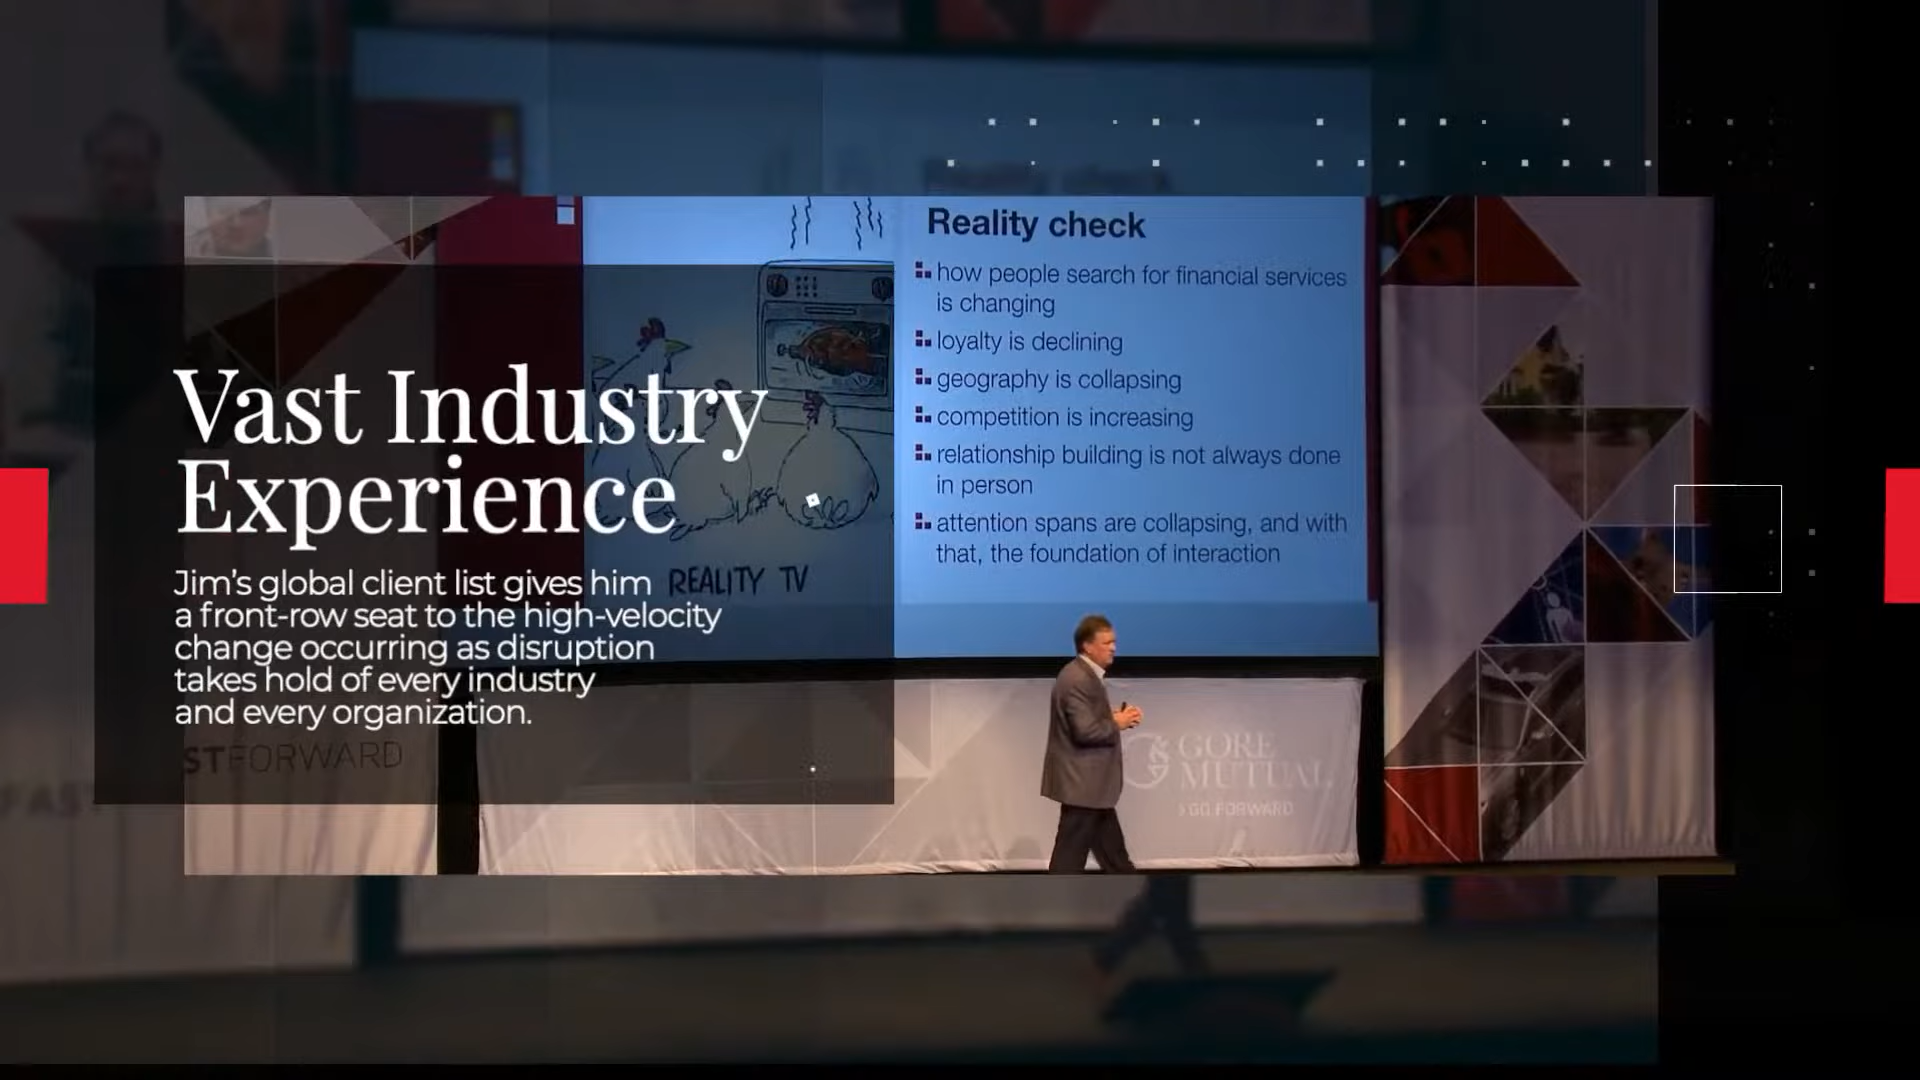 Reality check
how people search for financial services
is changing
loyalty is declining
geography is collapsing
competition is increasing
relationship building is not always done
in person
attention spans are collapsing, and with
that, the foundation of interaction
Vast Industry
Experience
Jim's global client list gives him
a front-row seat to the high-velocity
change occurring as disruption
takes hold of every industry
and every organization.
REALITY TV
STFORWARD
GORE
MUTUAL
GO FORWARD